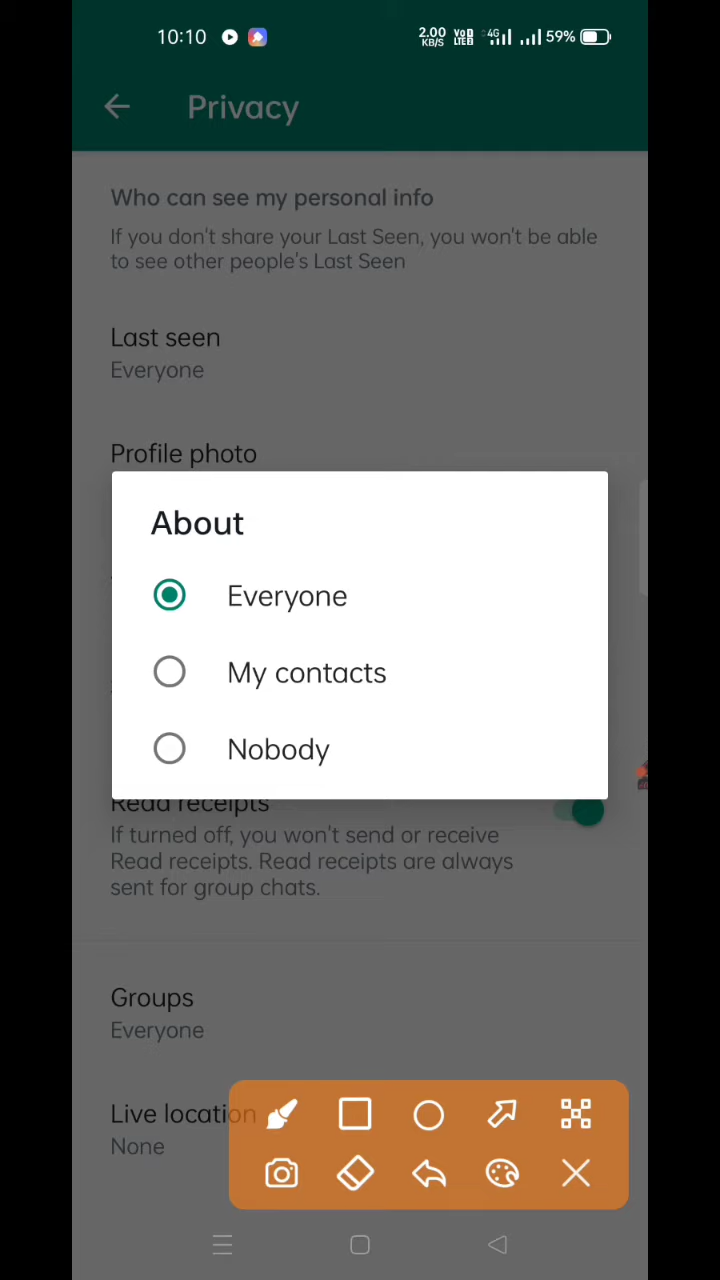 10:10 2.00 KB/S VoD LTE2 4G 59%
Privacy
Who can see my personal info
If you don't share your Last Seen, you won't be able
to see other people's Last Seen
Last seen
Everyone
Profile photo
About
Everyone
My contacts
Nobody
Read receipts
If turned off, you won't send or receive
Read receipts. Read receipts are always
sent for group chats.
Groups
Everyone
Live location
None